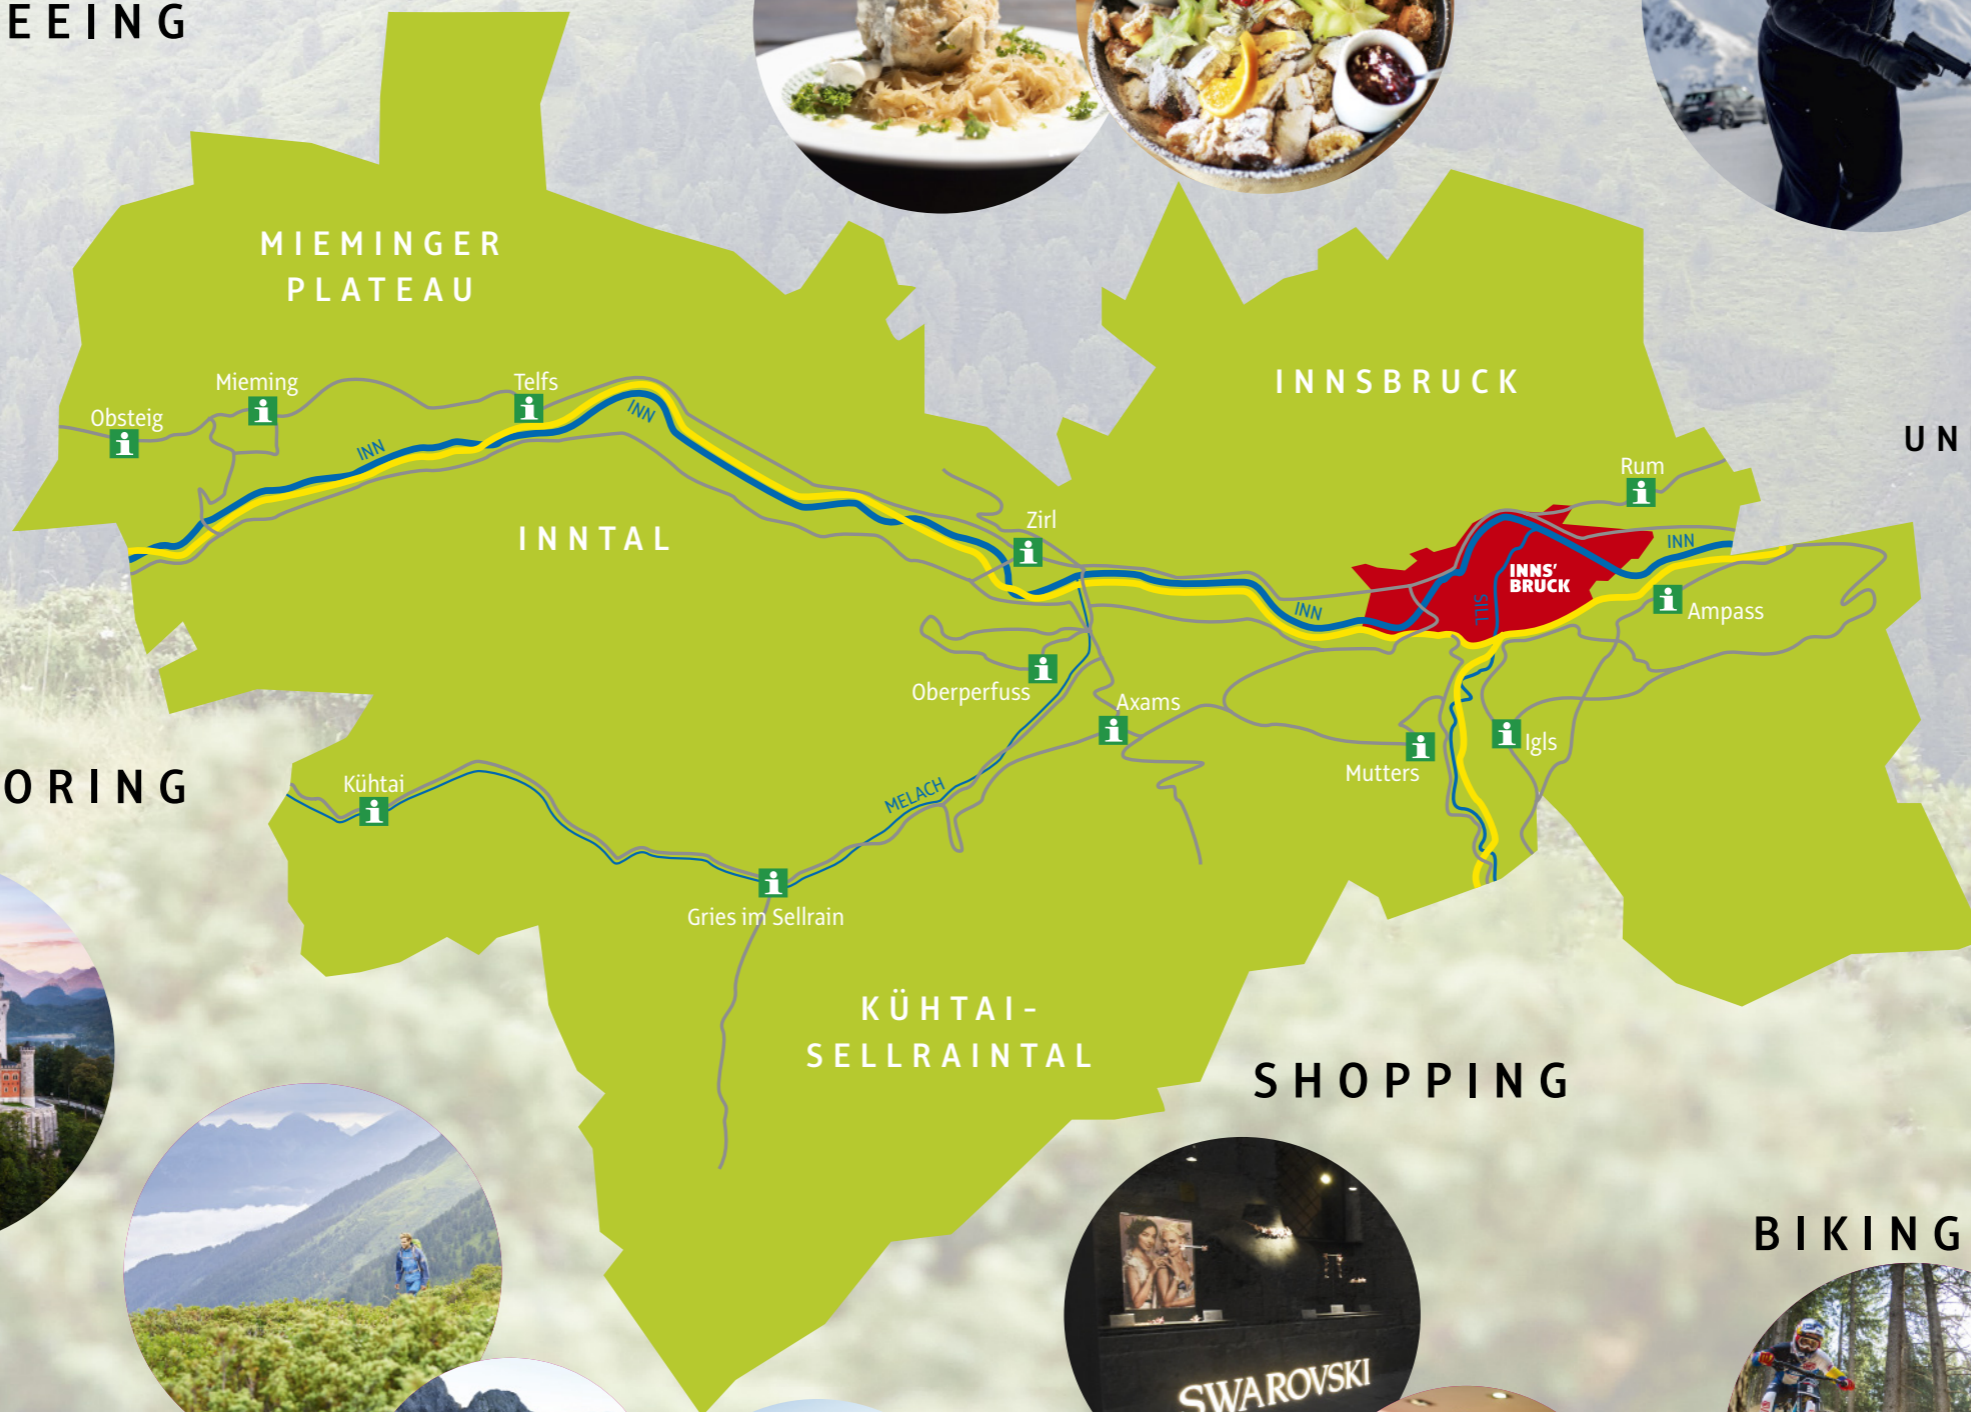 EEING
MIEMINGER
PLATEAU
INNSBRUCK
Mieming
Telfs
Obsteig
INN
INN
UN
Rum
INNTAL
Zirl
INN
INNS'
BRUCK
SILL
INN
Ampass
Oberperfuss
Axams
Igls
Mutters
ORING
Kühtai
MELACH
Gries im Sellrain
KÜHTAI-
SELLRAINTAL
SHOPPING
BIKING
SWAROVSKI